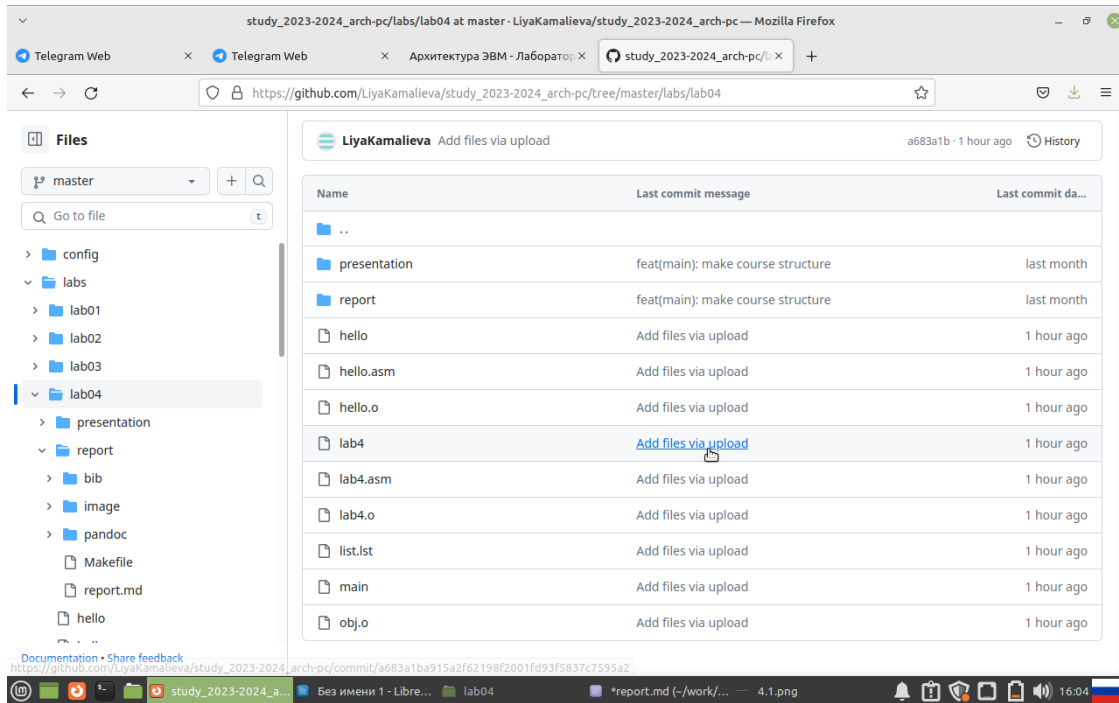 study_2023-2024_arch-pc/labs/lab04 at master · LiyaKamalieva/study_2023-2024_arch-pc — Mozilla Firefox
Telegram Web
Telegram Web
Архитектура ЭВМ - Лаборатор
study_2023-2024_arch-pc/la
https://github.com/LiyaKamalieva/study_2023-2024_arch-pc/tree/master/labs/lab04
Files
master
Go to file
t
config
labs
lab01
lab02
lab03
lab04
presentation
report
bib
image
pandoc
Makefile
report.md
hello
Documentation • Share feedback
LiyaKamalieva Add files via upload
a683a1b · 1 hour ago History
Name Last commit message Last commit da...
..
presentation feat(main): make course structure last month
report feat(main): make course structure last month
hello Add files via upload 1 hour ago
hello.asm Add files via upload 1 hour ago
hello.o Add files via upload 1 hour ago
lab4 Add files via upload 1 hour ago
lab4.asm Add files via upload 1 hour ago
lab4.o Add files via upload 1 hour ago
list.lst Add files via upload 1 hour ago
main Add files via upload 1 hour ago
obj.o Add files via upload 1 hour ago
https://github.com/LiyaKamalieva/study_2023-2024_arch-pc/commit/a683a1ba915a2f62198f2001fd93f5837c7595a2
study_2023-2024_a... Без имени 1 - Libre... lab04 *report.md (~/work/... 4.1.png 16:04